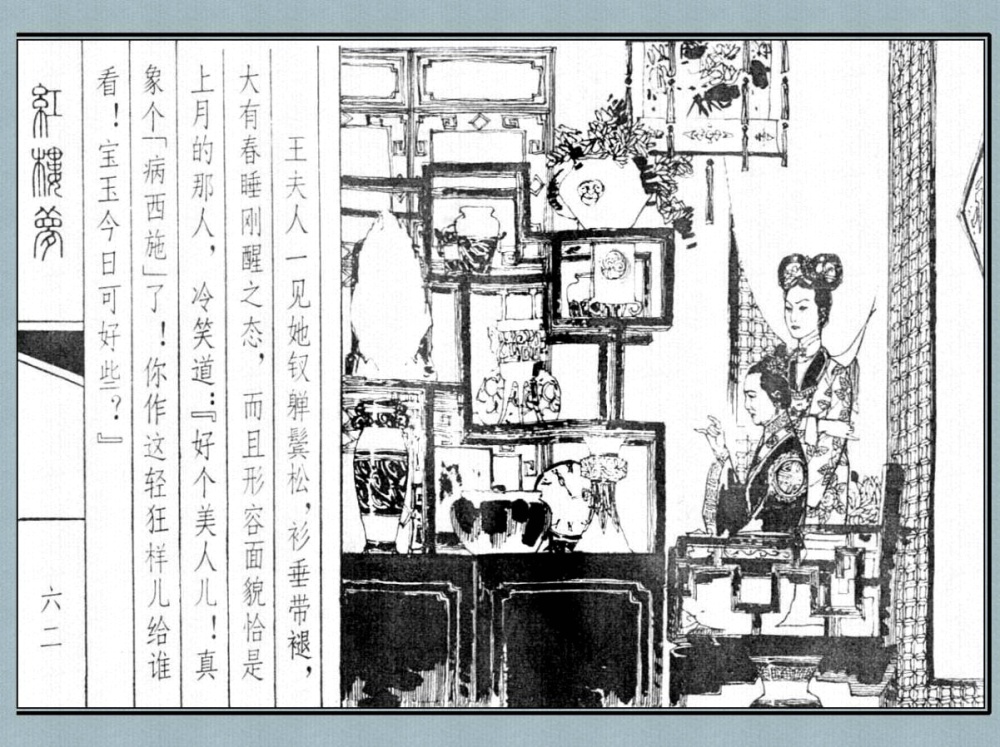 王夫人一见她钗軃鬓松，衫垂带褪，
大有春睡刚醒之态，而且形容面貌恰是
上月的那人，冷笑道：『好个美人儿！真
象个「病西施」了！你作这轻狂样儿给谁
看！宝玉今日可好些？』
紅樓夢
六二